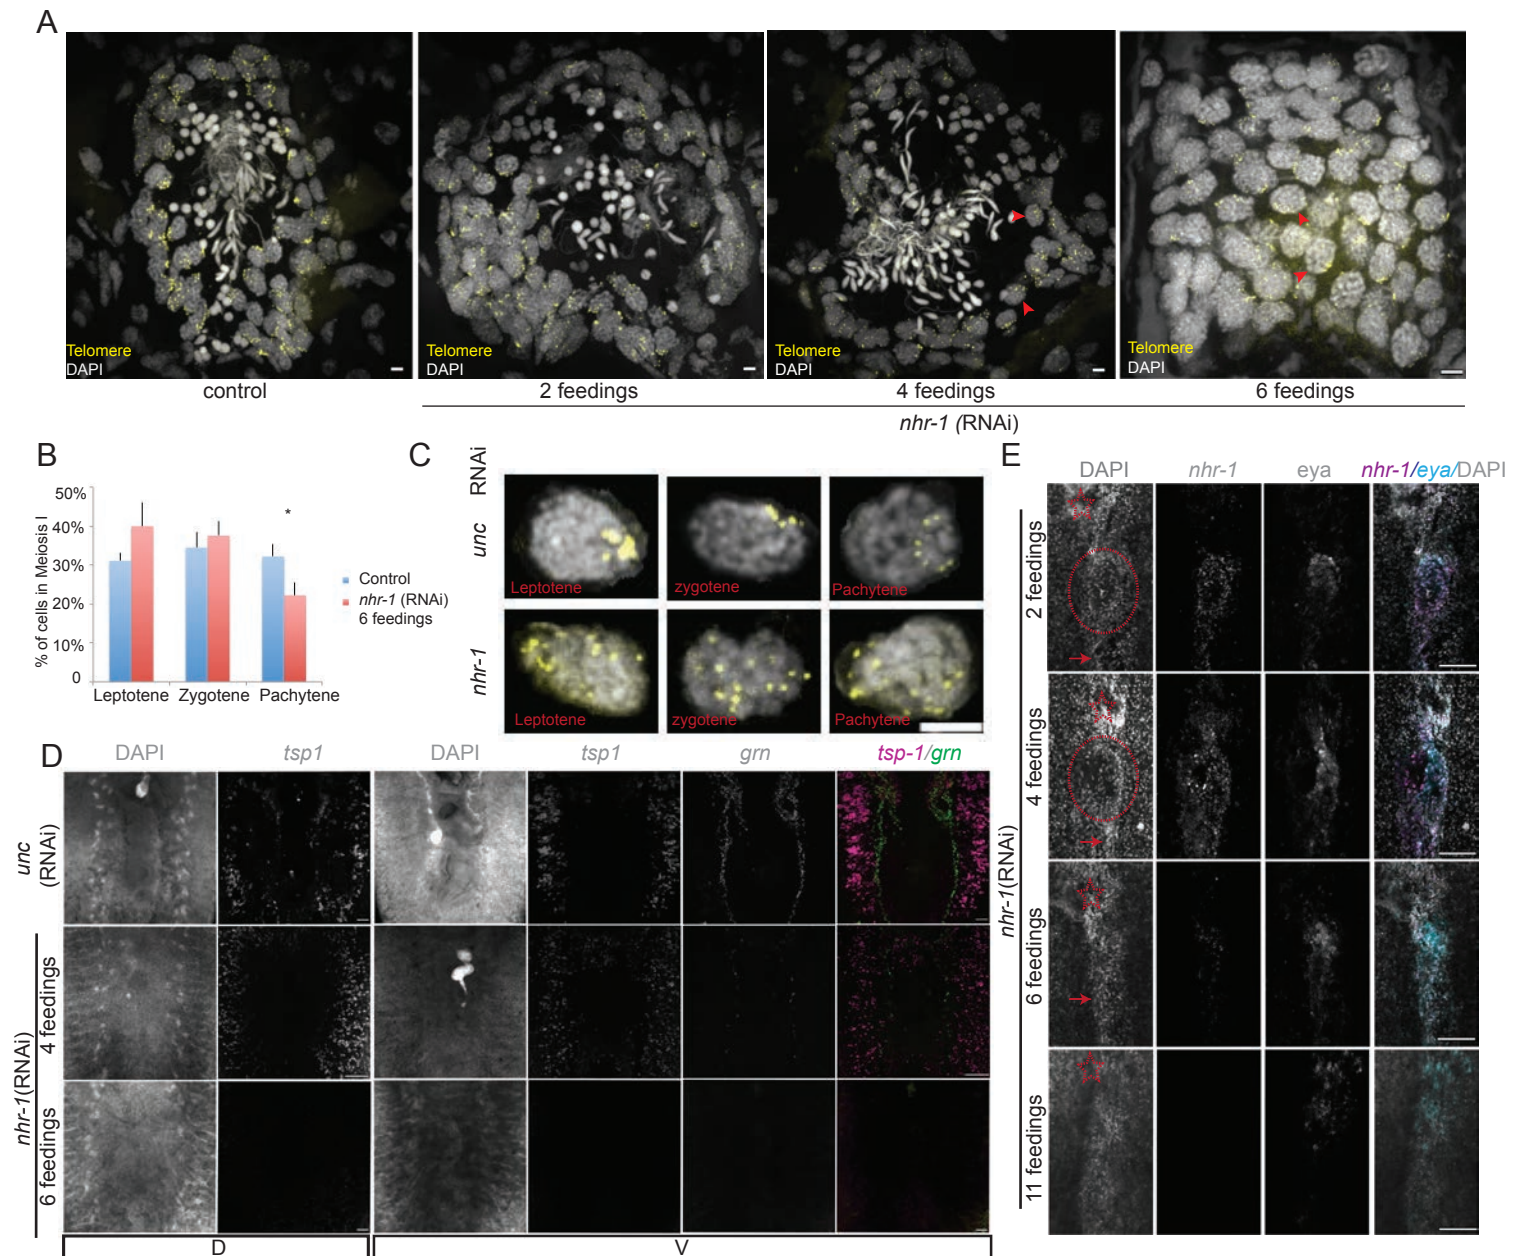 A
Telomere
DAPI
Telomere
DAPI
Telomere
DAPI
Telomere
DAPI
control
2 feedings
4 feedings
6 feedings
nhr-1 (RNAi)
B
50%
40%
30%
20%
10%
0
% of cells in Meiosis I
Leptotene
Zygotene
Pachytene
*
Control
nhr-1 (RNAi)
6 feedings
C
RNAi
unc
nhr-1
Leptotene
zygotene
Pachytene
Leptotene
zygotene
Pachytene
D
DAPI
tsp1
DAPI
tsp1
grn
tsp-1/grn
unc
(RNAi)
nhr-1(RNAi)
4 feedings
6 feedings
D
V
E
DAPI
nhr-1
eya
nhr-1/eya/DAPI
nhr-1(RNAi)
2 feedings
4 feedings
6 feedings
11 feedings